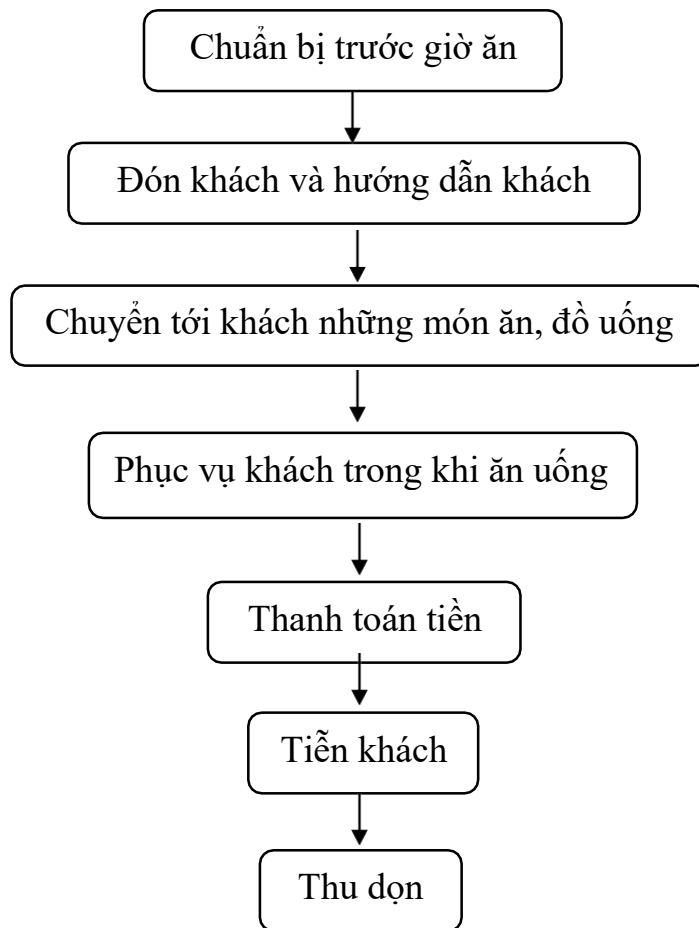 Chuẩn bị trước giờ ăn
Đón khách và hướng dẫn khách
Chuyển tới khách những món ăn, đồ uống
Phục vụ khách trong khi ăn uống
Thanh toán tiền
Tiễn khách
Thu dọn